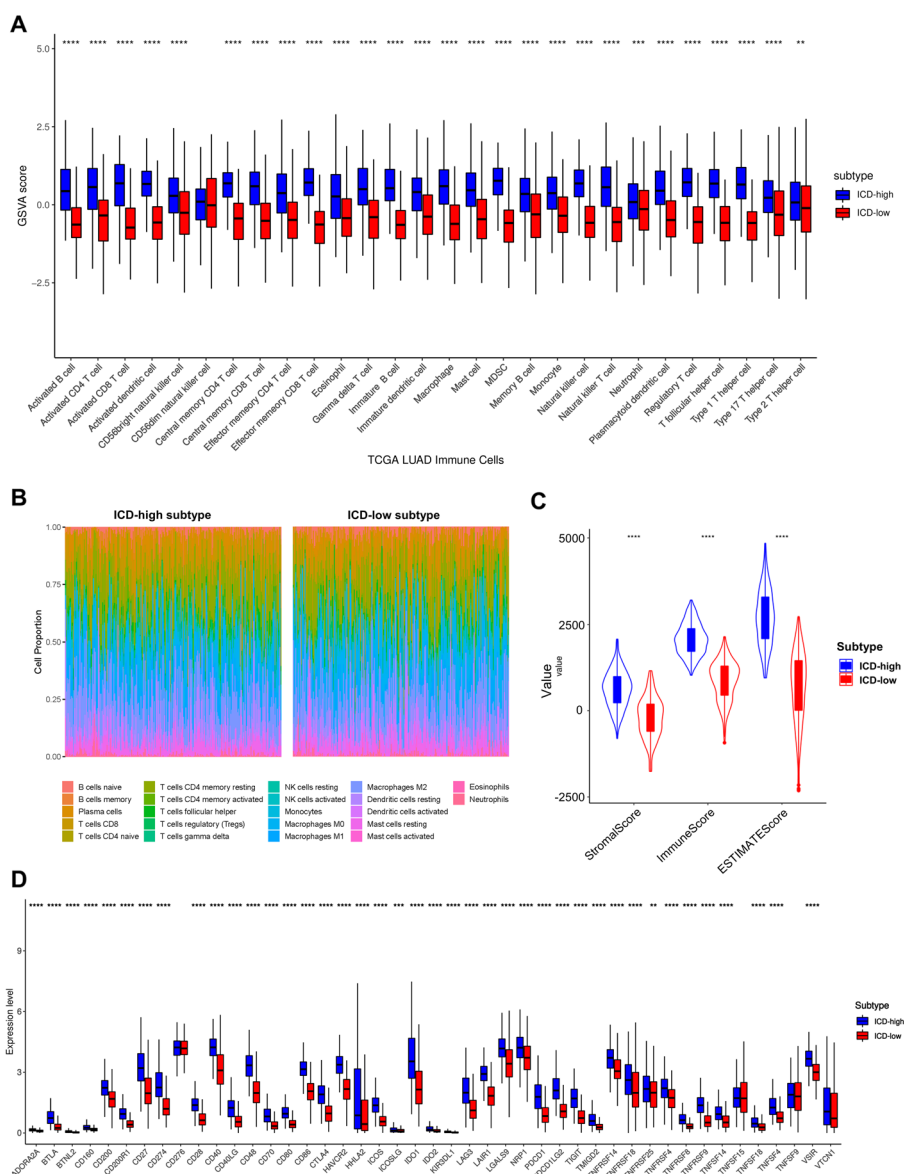 A
5.0
2.5
0.0
−2.5
GSVA score
**** **** **** **** **** **** **** **** **** **** **** **** **** **** **** **** **** **** **** **** *** **** **** **** **** **** **
subtype
ICD-high
ICD-low
Activated B cell
Activated CD4 T cell
Activated CD8 T cell
Activated dendritic cell
CD56bright natural killer cell
CD56dim natural killer cell
Central memory CD4 T cell
Central memory CD8 T cell
Effector memory CD4 T cell
Effector memory CD8 T cell
Eosinophil
Gamma delta T cell
Immature B cell
Immature dendritic cell
Macrophage
Mast cell
MDSC
Memory B cell
Monocyte
Natural killer cell
Natural killer T cell
Neutrophil
Plasmacytoid dendritic cell
Regulatory T cell
T follicular helper cell
Type 1 T helper cell
Type 17 T helper cell
Type 2 T helper cell
TCGA LUAD Immune Cells
B
ICD-high subtype
ICD-low subtype
1.00
0.75
0.50
0.25
0.00
Cell Proportion
B cells naive
B cells memory
Plasma cells
T cells CD8
T cells CD4 naive
T cells CD4 memory resting
T cells CD4 memory activated
T cells follicular helper
T cells regulatory (Tregs)
T cells gamma delta
NK cells resting
NK cells activated
Monocytes
Macrophages M0
Macrophages M1
Macrophages M2
Dendritic cells resting
Dendritic cells activated
Mast cells resting
Mast cells activated
Eosinophils
Neutrophils
C
5000
2500
0
-2500
Value
value
**** **** ****
Subtype
ICD-high
ICD-low
StromalScore
ImmuneScore
ESTIMATEScore
D
9
6
3
0
Expression level
**** **** **** **** **** **** **** **** **** **** **** **** **** **** **** **** **** **** **** *** **** **** **** **** **** **** **** **** **** **** **** **** **** ** **** **** **** **** **** **** ****
Subtype
ICD-high
ICD-low
ADORA2A
BTLA
BTNL2
CD160
CD200
CD200R1
CD27
CD274
CD276
CD28
CD40
CD40LG
CD48
CD70
CD80
CD86
CTLA4
HAVCR2
HHLA2
ICOS
ICOSLG
IDO1
IDO2
KIR3DL1
LAG3
LAIR1
LGALS9
NRP1
PDCD1
PDCD1LG2
TIGIT
TMIGD2
TNFRSF14
TNFRSF18
TNFRSF25
TNFRSF4
TNFRSF8
TNFRSF9
TNFSF14
TNFSF15
TNFSF18
TNFSF4
TNFSF9
VSIR
VTCN1